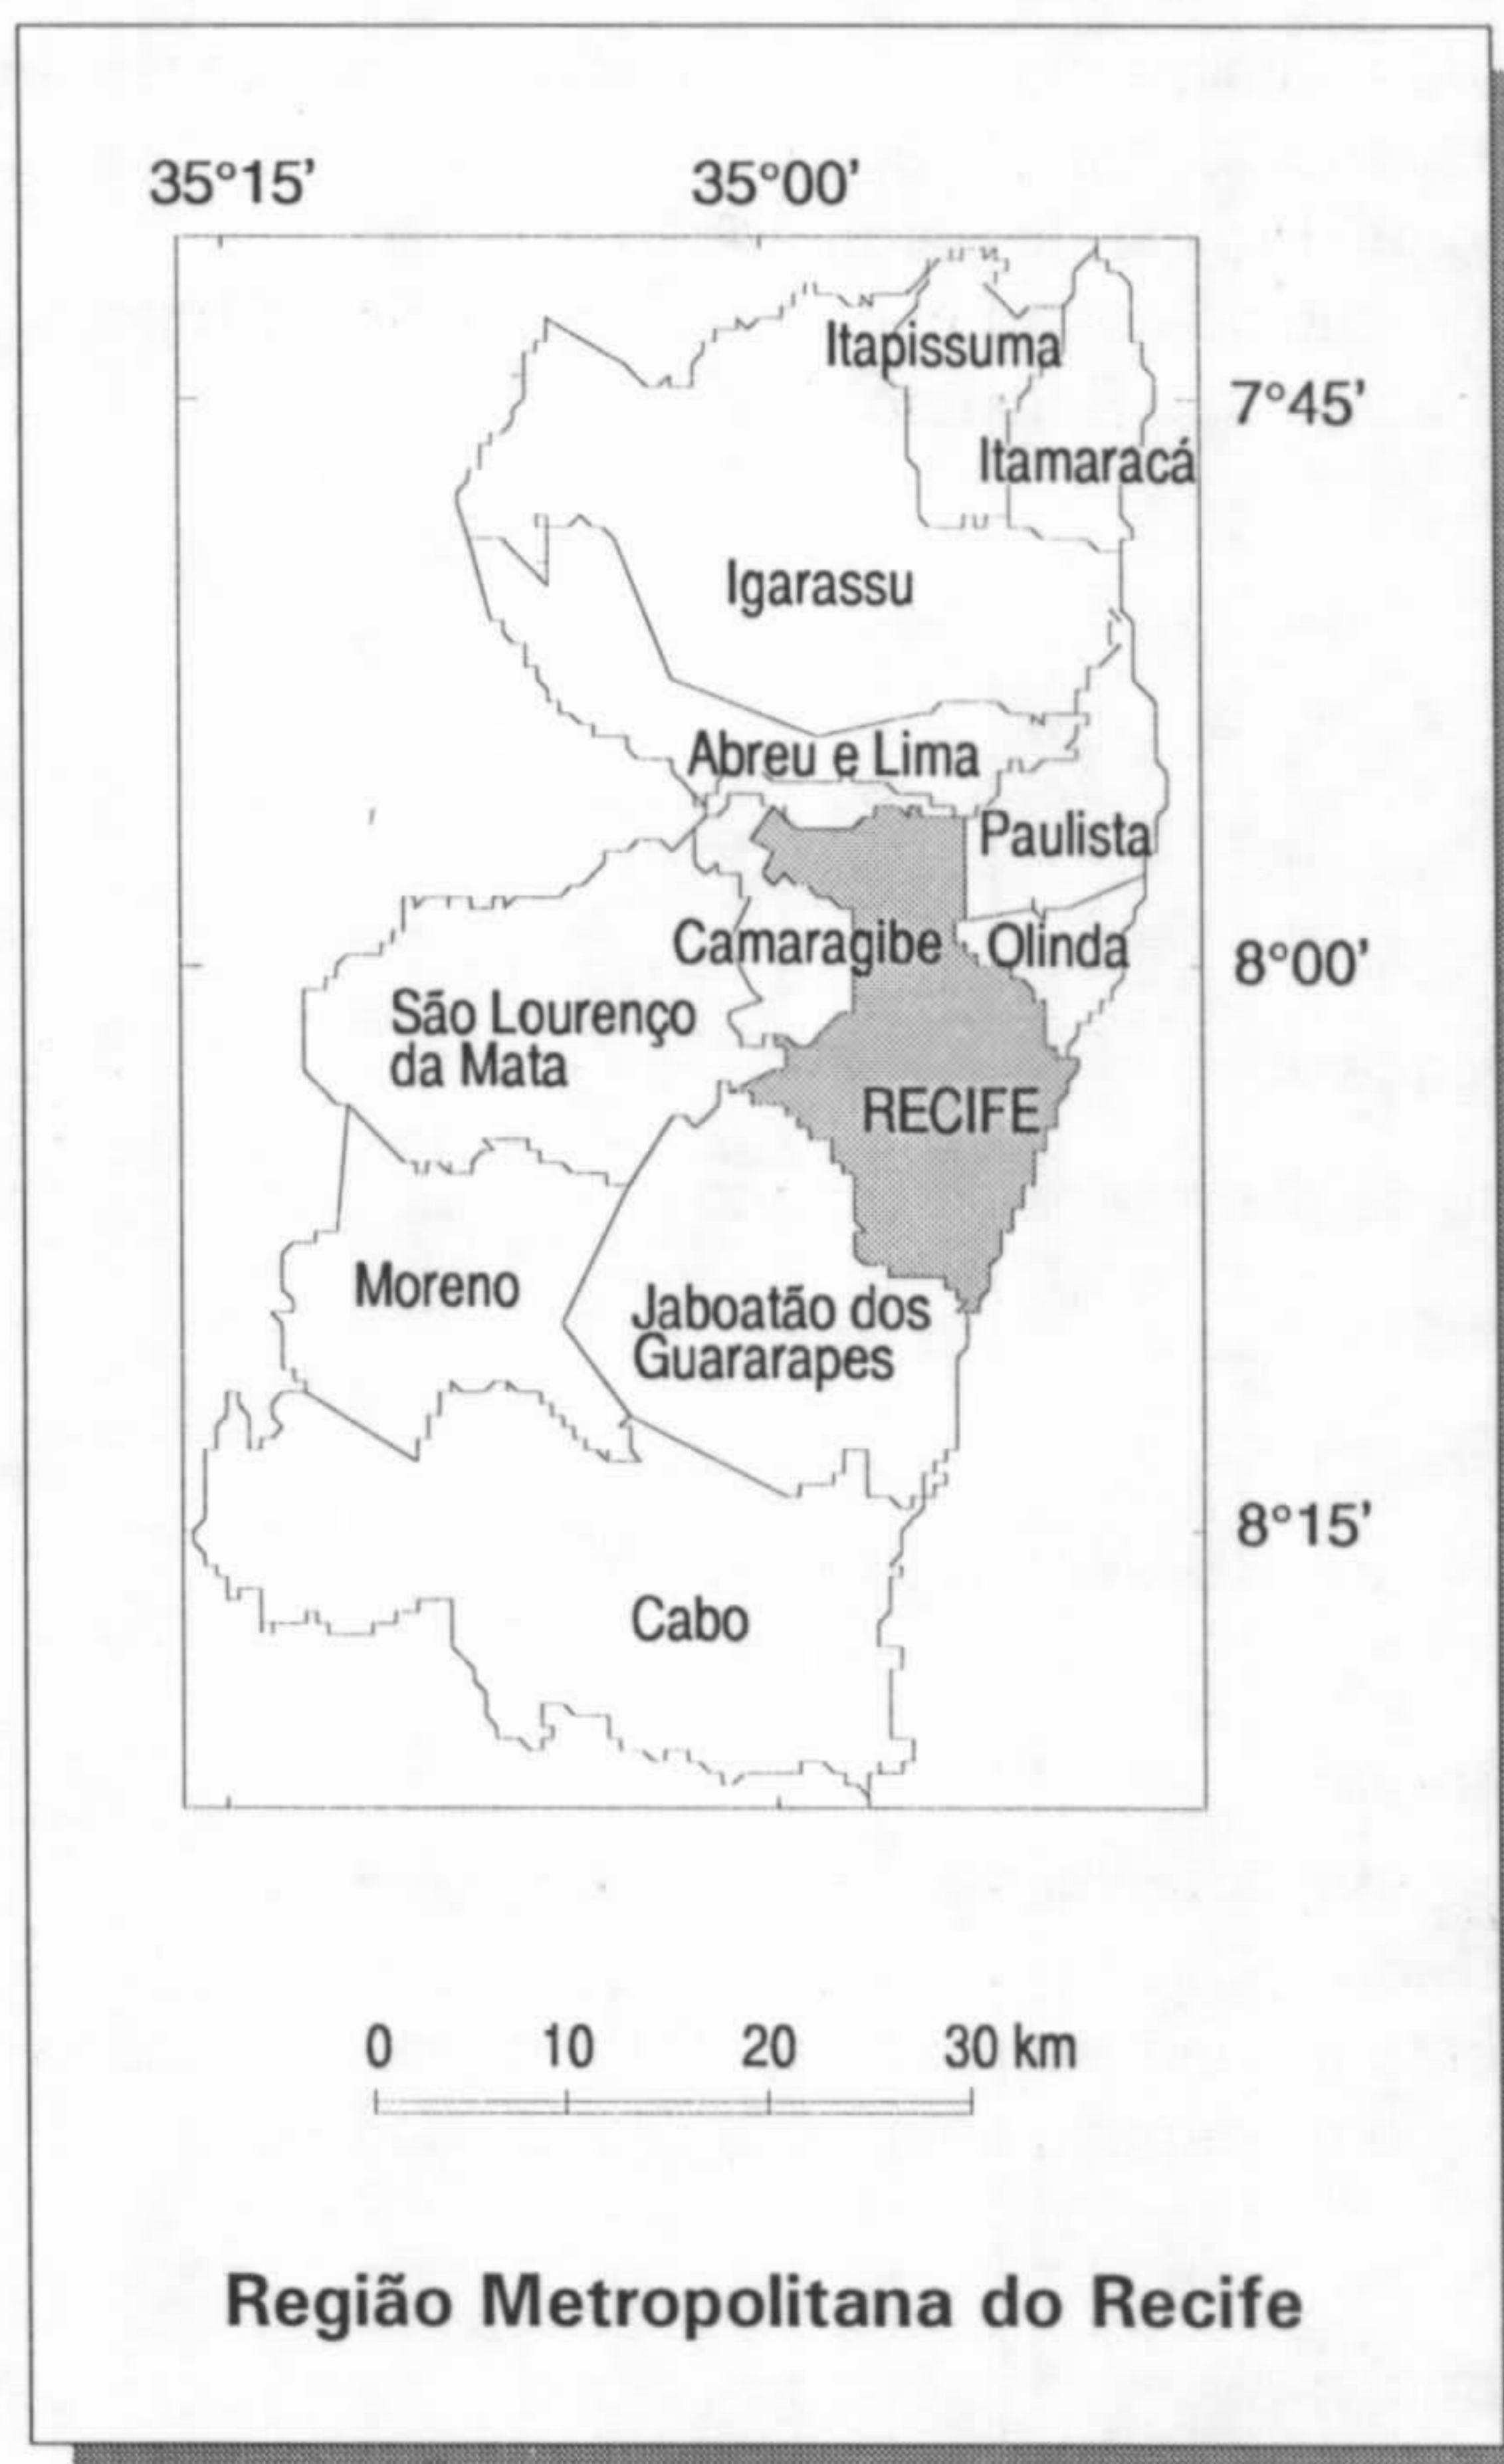 35°15’ 35°00’
Itapissuma
7°45’
Itamaracá
Igarassu
Abreu e Lima
Paulista
Camaragibe
Olinda
8°00’
São Lourenço
da Mata
RECIFE
Moreno
Jaboatão dos
Guararapes
8°15’
Cabo
0 10 20 30 km
Região Metropolitana do Recife